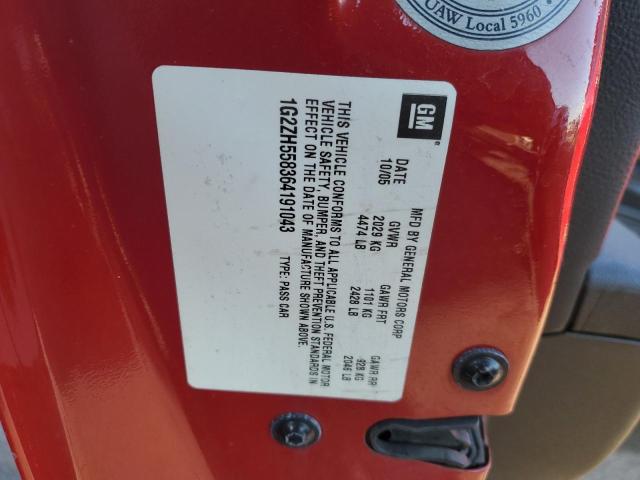 UAW Local 5960
GM
DATE
10/05
MFD BY GENERAL MOTORS CORP
GVWR GAWR FRT GAWR RR
2029 KG 1101 KG 928 KG
4474 LB 2428 LB 2046 LB
THIS VEHICLE CONFORMS TO ALL APPLICABLE U.S. FEDERAL MOTOR
VEHICLE SAFETY, BUMPER, AND THEFT PREVENTION STANDARDS IN
EFFECT ON THE DATE OF MANUFACTURE SHOWN ABOVE.
1G2ZH558364191043 TYPE: PASS CAR